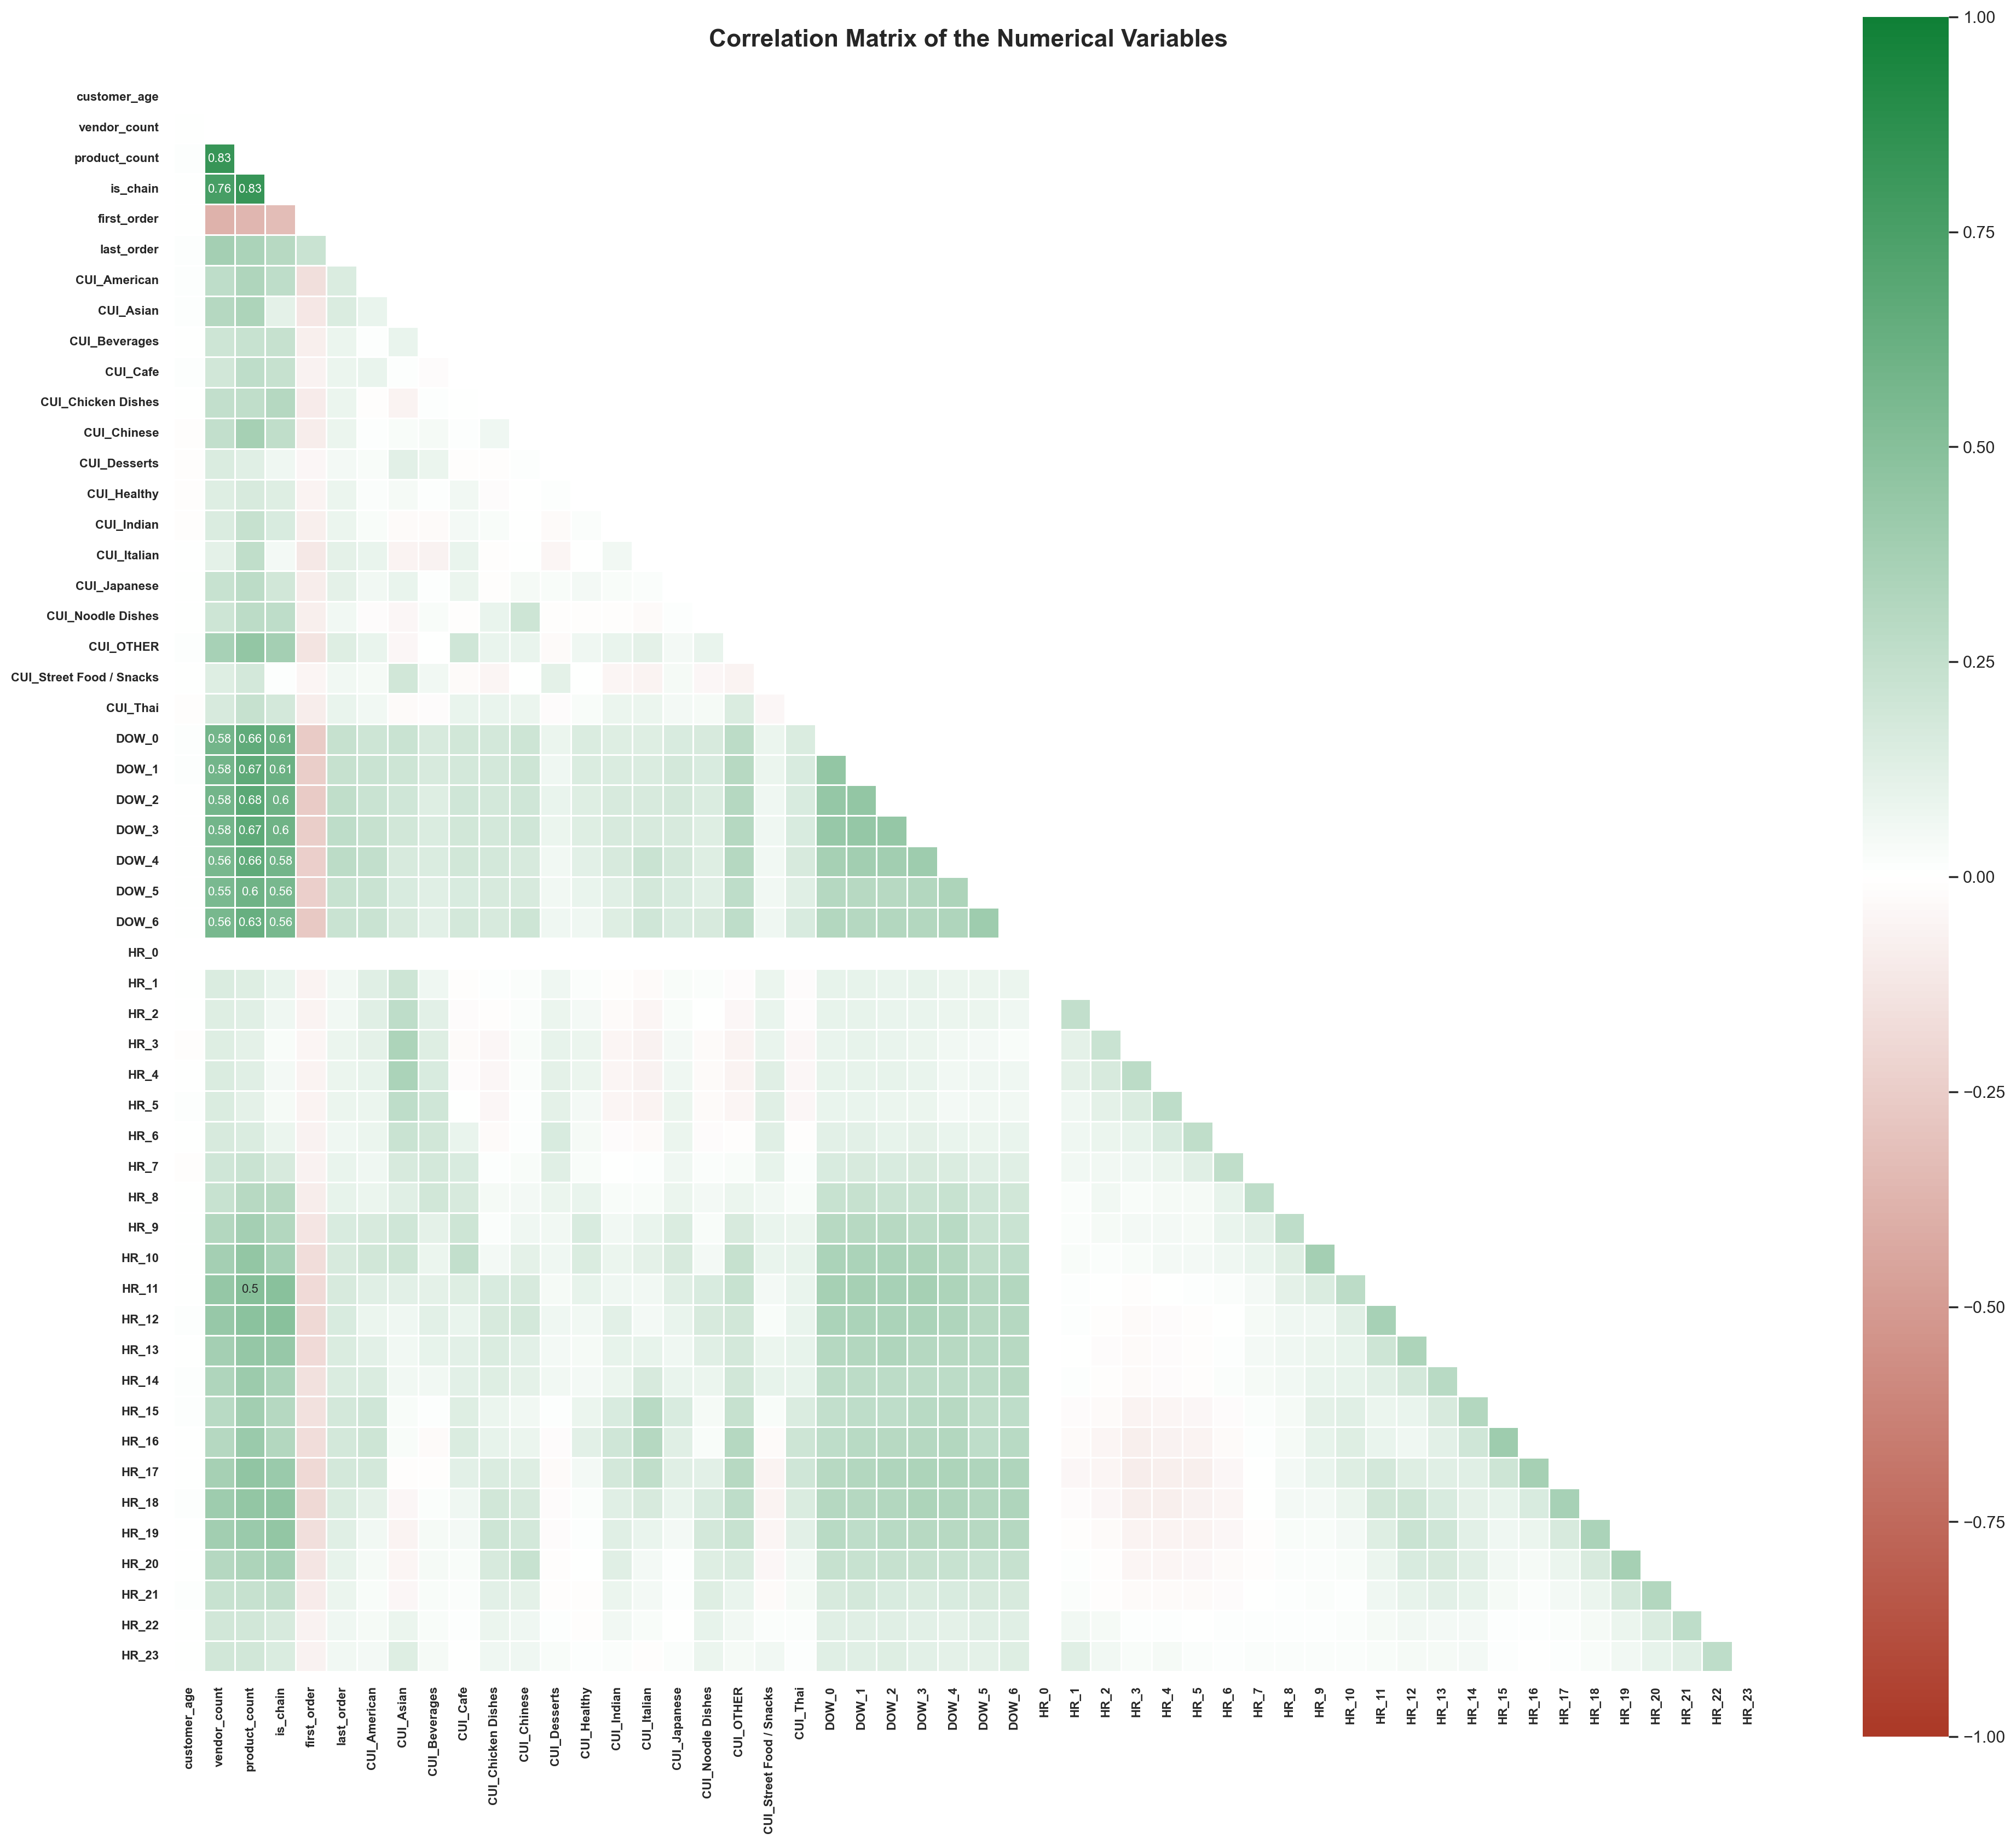 Correlation Matrix of the Numerical Variables
1.00
customer_age
vendor_count
product_count 0.83
is_chain 0.76 0.83
first_order
0.75
last_order
CUI_American
CUI_Asian
CUI_Beverages
CUI_Cafe
CUI_Chicken Dishes
CUI_Chinese
0.50
CUI_Desserts
CUI_Healthy
CUI_Indian
CUI_Italian
CUI_Japanese
CUI_Noodle Dishes
CUI_OTHER
0.25
CUI_Street Food / Snacks
CUI_Thai
DOW_0 0.58 0.66 0.61
DOW_1 0.58 0.67 0.61
DOW_2 0.58 0.68 0.6
DOW_3 0.58 0.67 0.6
DOW_4 0.56 0.66 0.58
0.00
DOW_5 0.55 0.6 0.56
DOW_6 0.56 0.63 0.56
HR_0
HR_1
HR_2
HR_3
HR_4
−0.25
HR_5
HR_6
HR_7
HR_8
HR_9
HR_10
HR_11 0.5
−0.50
HR_12
HR_13
HR_14
HR_15
HR_16
HR_17
HR_18
−0.75
HR_19
HR_20
HR_21
HR_22
HR_23
−1.00
customer_age
vendor_count
product_count
is_chain
first_order
last_order
CUI_American
CUI_Asian
CUI_Beverages
CUI_Cafe
CUI_Chicken Dishes
CUI_Chinese
CUI_Desserts
CUI_Healthy
CUI_Indian
CUI_Italian
CUI_Japanese
CUI_Noodle Dishes
CUI_OTHER
CUI_Street Food / Snacks
CUI_Thai
DOW_0
DOW_1
DOW_2
DOW_3
DOW_4
DOW_5
DOW_6
HR_0
HR_1
HR_2
HR_3
HR_4
HR_5
HR_6
HR_7
HR_8
HR_9
HR_10
HR_11
HR_12
HR_13
HR_14
HR_15
HR_16
HR_17
HR_18
HR_19
HR_20
HR_21
HR_22
HR_23